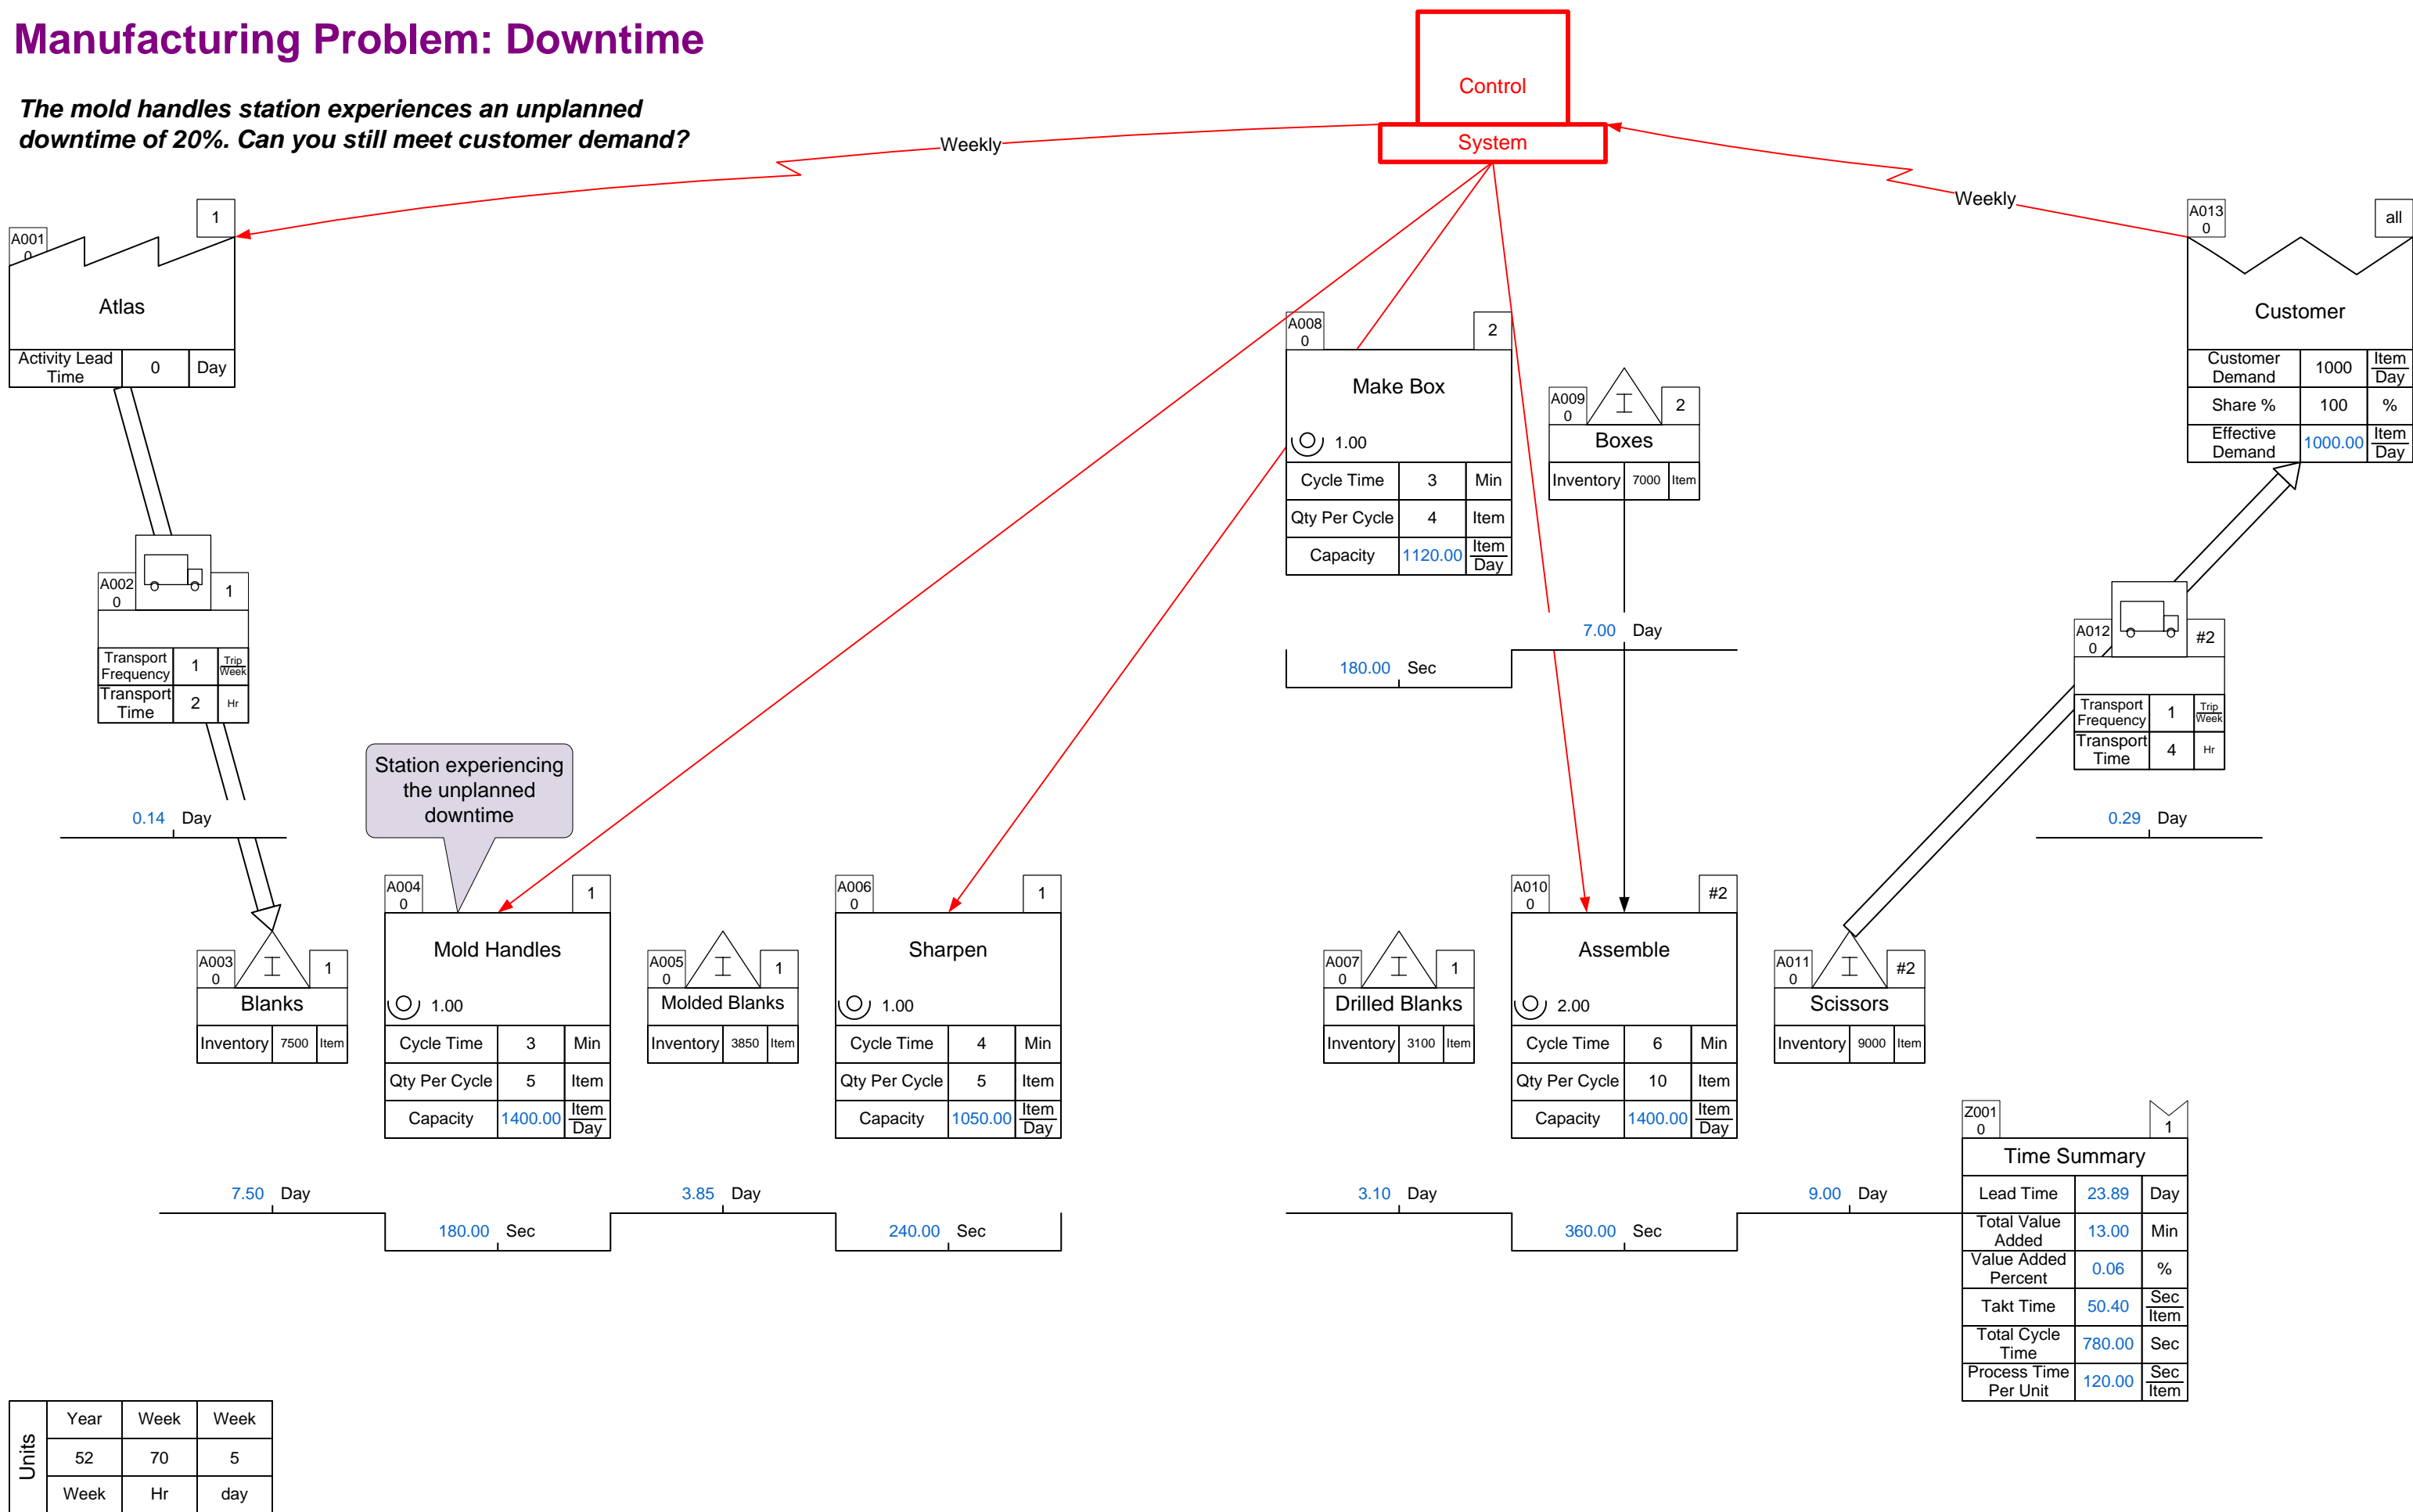 Manufacturing Problem: Downtime
The mold handles station experiences an unplanned
downtime of 20%. Can you still meet customer demand?
Control
System
Weekly
Weekly
A001
0
1
Atlas
Activity Lead
Time
0
Day
A013
0
all
Customer
Customer
Demand
1000
Item
Day
Share %
100
%
Effective
Demand
1000.00
Item
Day
A008
0
2
Make Box
1.00
Cycle Time
3
Min
Qty Per Cycle
4
Item
Capacity
1120.00
Item
Day
A009
0
I
2
Boxes
Inventory
7000
Item
7.00 Day
180.00 Sec
A002
0
1
Transport
Frequency
1
Trip
Week
Transport
Time
2
Hr
0.14 Day
A012
0
#2
Transport
Frequency
1
Trip
Week
Transport
Time
4
Hr
0.29 Day
Station experiencing
the unplanned
downtime
A003
0
I
1
Blanks
Inventory
7500
Item
A004
0
1
Mold Handles
1.00
Cycle Time
3
Min
Qty Per Cycle
5
Item
Capacity
1400.00
Item
Day
A005
0
I
1
Molded Blanks
Inventory
3850
Item
A006
0
1
Sharpen
1.00
Cycle Time
4
Min
Qty Per Cycle
5
Item
Capacity
1050.00
Item
Day
A007
0
I
1
Drilled Blanks
Inventory
3100
Item
A010
0
#2
Assemble
2.00
Cycle Time
6
Min
Qty Per Cycle
10
Item
Capacity
1400.00
Item
Day
A011
0
I
#2
Scissors
Inventory
9000
Item
7.50 Day
180.00 Sec
3.85 Day
240.00 Sec
3.10 Day
360.00 Sec
9.00 Day
Z001
0
1
Time Summary
Lead Time
23.89
Day
Total Value
Added
13.00
Min
Value Added
Percent
0.06
%
Takt Time
50.40
Sec
Item
Total Cycle
Time
780.00
Sec
Process Time
Per Unit
120.00
Sec
Item
Units
Year Week Week
52 70 5
Week Hr day